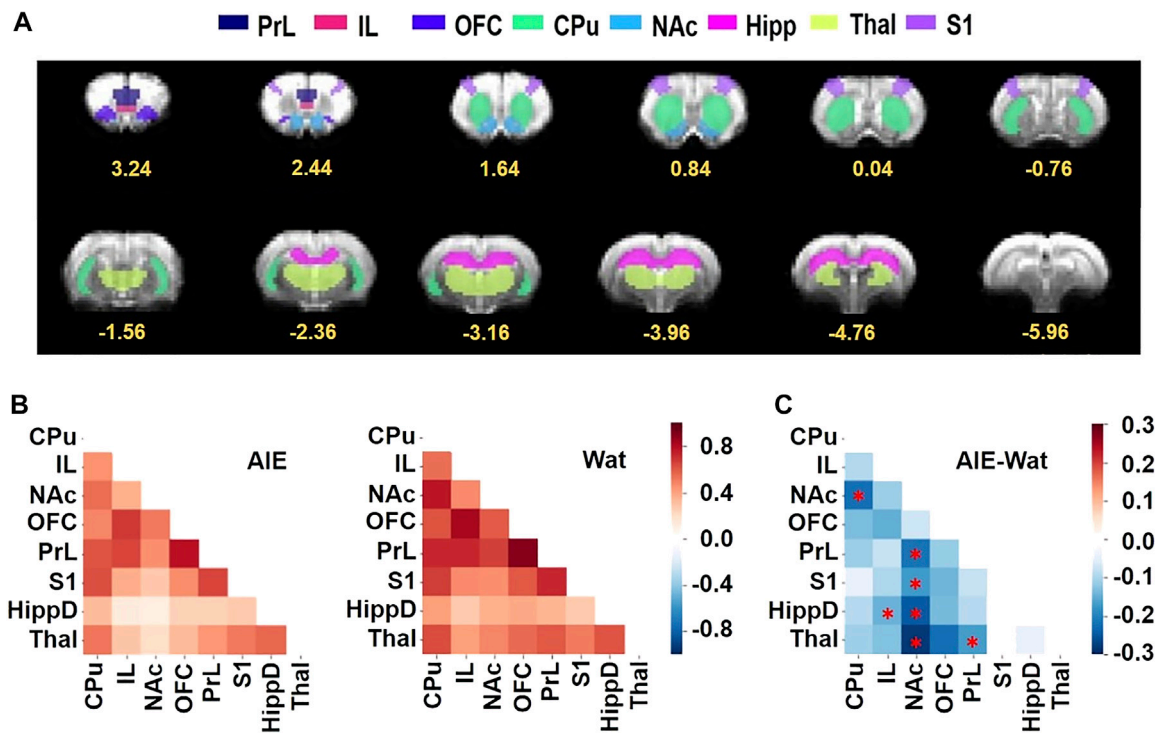 A
PrL IL OFC CPu NAc Hipp Thal S1
3.24 2.44 1.64 0.84 0.04 -0.76
-1.56 -2.36 -3.16 -3.96 -4.76 -5.96
B
CPu
IL
NAc
OFC
PrL
S1
HippD
Thal
AIE
CPu IL NAc OFC PrL S1 HippD Thal
CPu
IL
NAc
OFC
PrL
S1
HippD
Thal
Wat
CPu IL NAc OFC PrL S1 HippD Thal
0.8
0.4
0.0
-0.4
-0.8
C
CPu
IL
NAc
OFC
PrL
S1
HippD
Thal
AIE-Wat
* 
*
*
* *
* *
CPu IL NAc OFC PrL S1 HippD Thal
0.3
0.2
0.1
0.0
-0.1
-0.2
-0.3